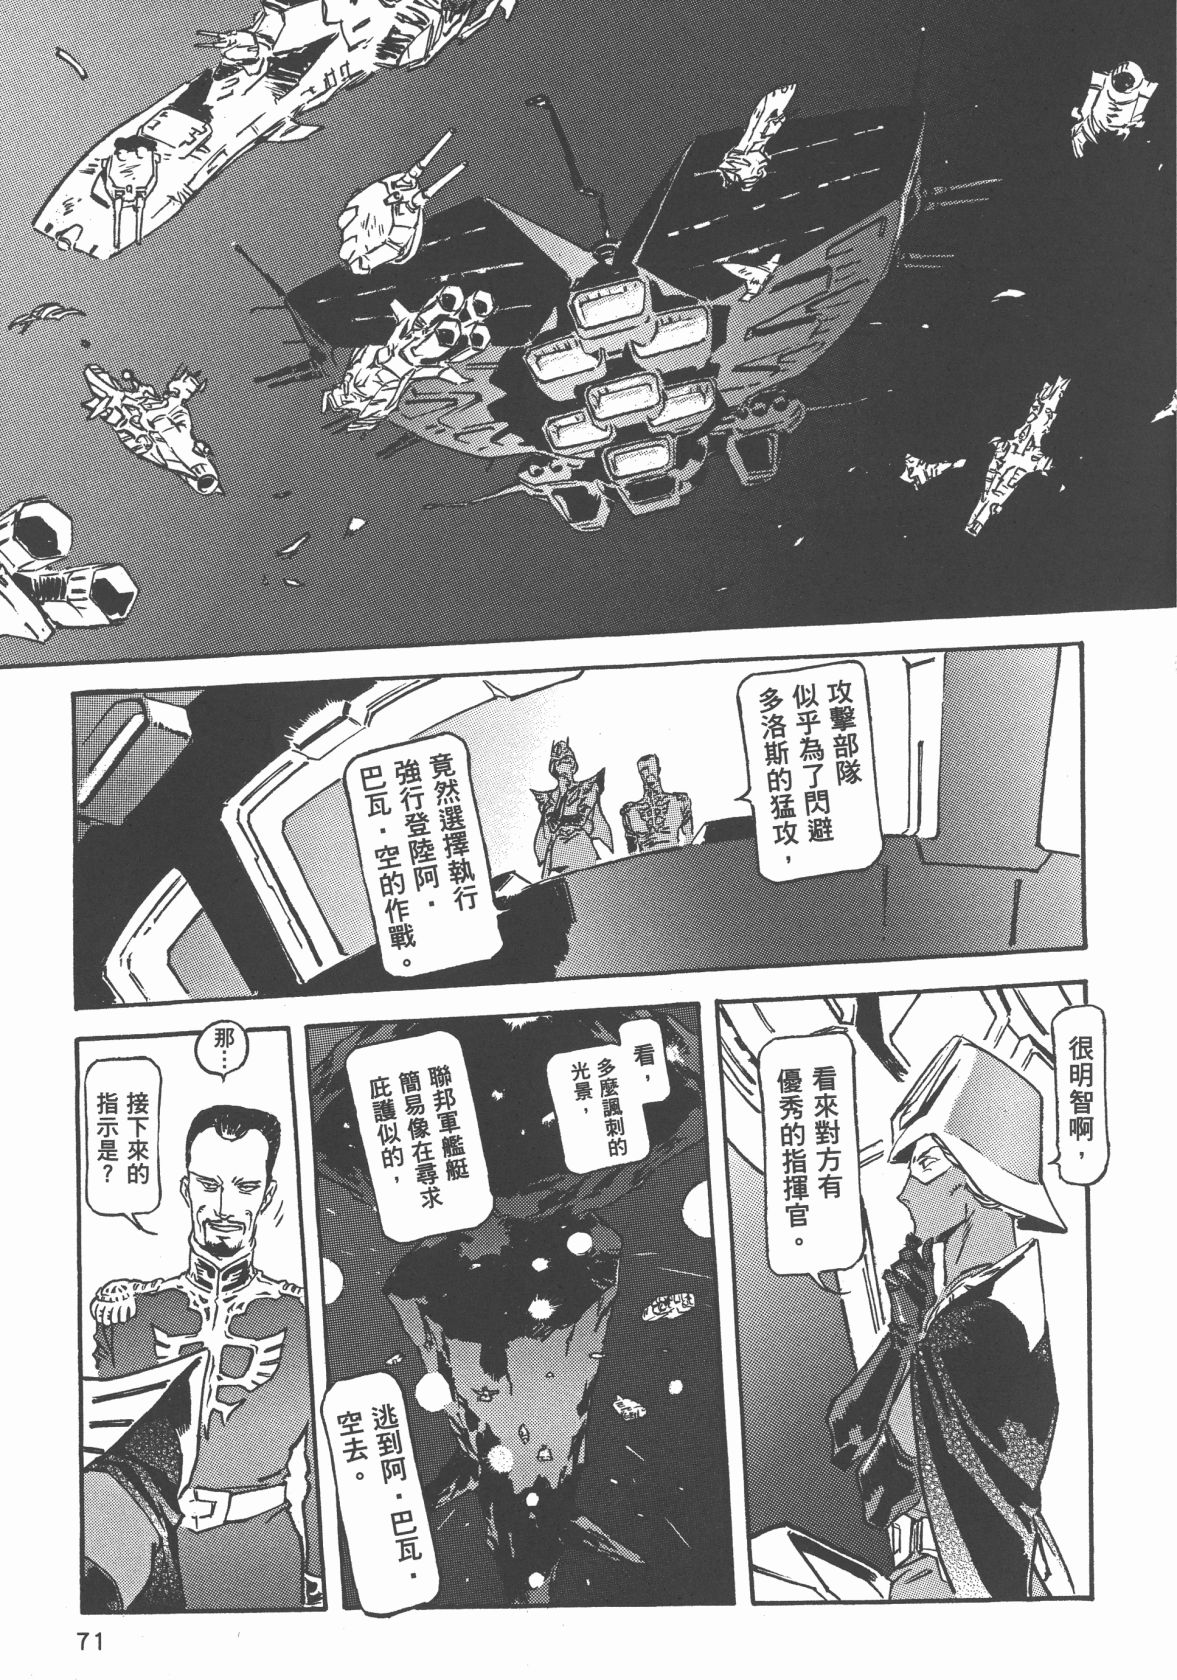 攻擊部隊
似乎為了閃避
多洛斯的猛攻，
竟然選擇執行
強行登陸阿．
巴瓦．空的作戰。
很明智啊，
看來對方有
優秀的指揮官。
看，
多麼諷刺的
光景，
聯邦軍艦艇
簡易像在尋求
庇護似的，
逃到阿．巴瓦．
空去。
那…
接下來的
指示是？
71